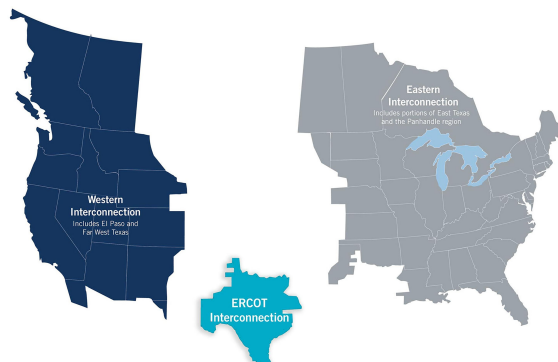 Western
Interconnection
Includes El Paso and
Far West Texas
Eastern
Interconnection
Includes portions of East Texas
and the Panhandle region
ERCOT
Interconnection